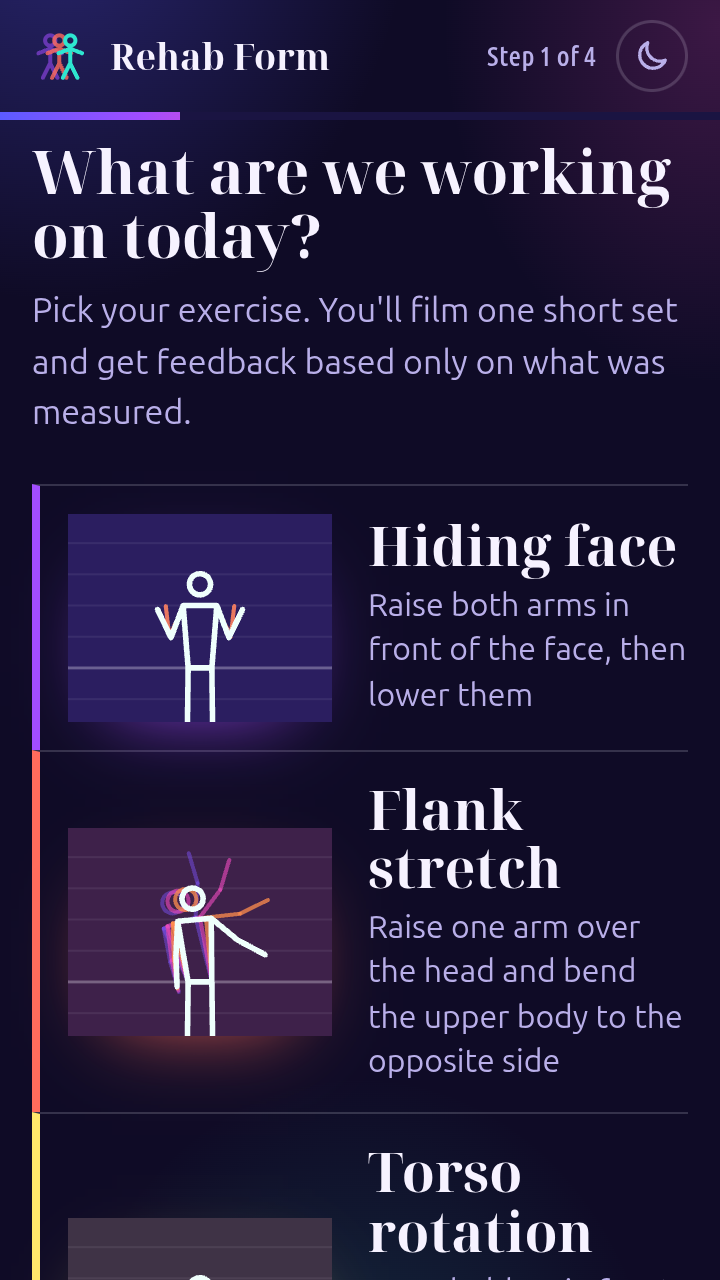 Rehab Form
Step 1 of 4
What are we working
on today?
Pick your exercise. You'll film one short set
and get feedback based only on what was
measured.
Hiding face
Raise both arms in
front of the face, then
lower them
Flank
stretch
Raise one arm over
the head and bend
the upper body to the
opposite side
Torso
rotation